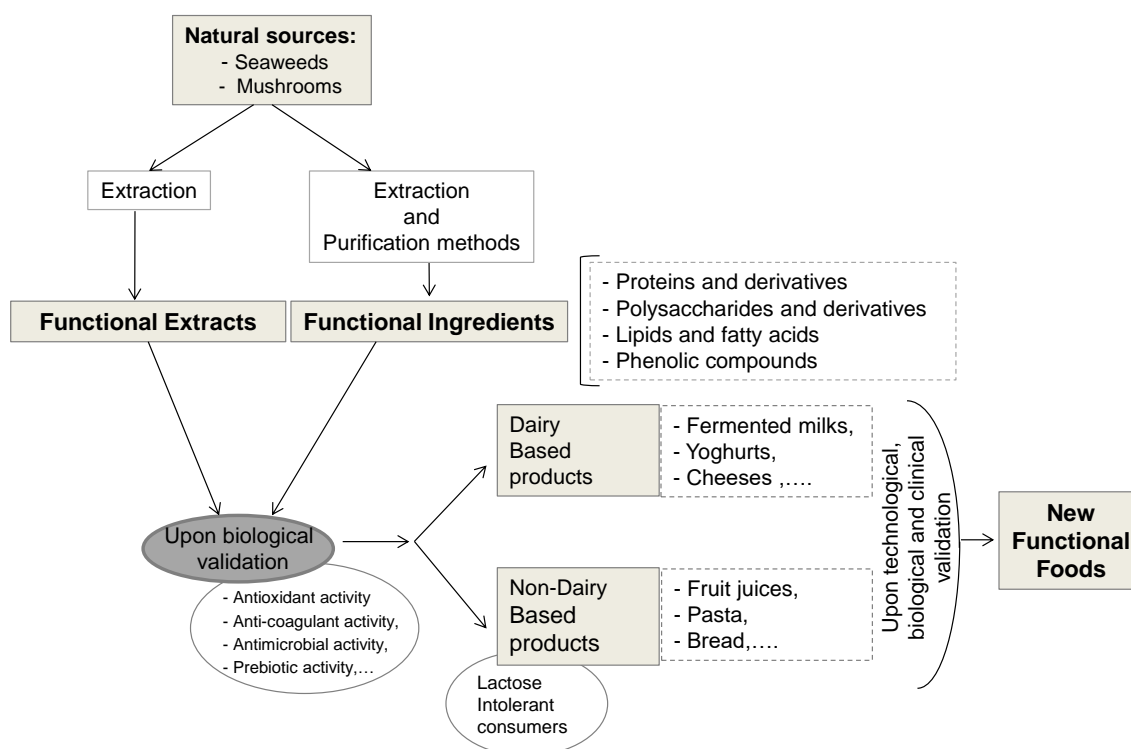 Natural sources:
- Seaweeds
- Mushrooms
Extraction
Extraction
and
Purification methods
Functional Extracts
Functional Ingredients
- Proteins and derivatives
- Polysaccharides and derivatives
- Lipids and fatty acids
- Phenolic compounds
Upon biological
validation
- Antioxidant activity
- Anti-coagulant activity,
- Antimicrobial activity,
- Prebiotic activity,…
Dairy
Based
products
- Fermented milks,
- Yoghurts,
- Cheeses ,….
Non-Dairy
Based
products
- Fruit juices,
- Pasta,
- Bread,….
Lactose
Intolerant
consumers
Upon technological,
biological and clinical
validation
New
Functional
Foods